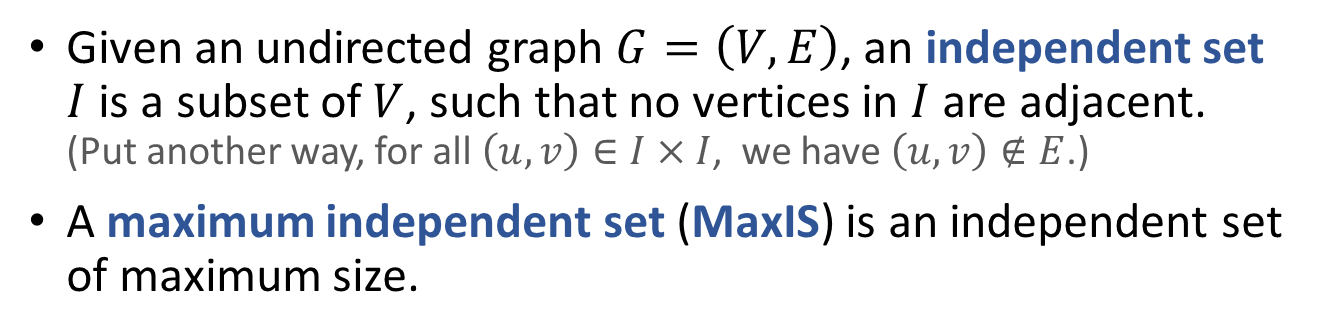 • Given an undirected graph G = (V, E), an independent set
I is a subset of V, such that no vertices in I are adjacent.
(Put another way, for all (u, v) ∈ I × I, we have (u, v) ∉ E.)
• A maximum independent set (MaxIS) is an independent set
of maximum size.